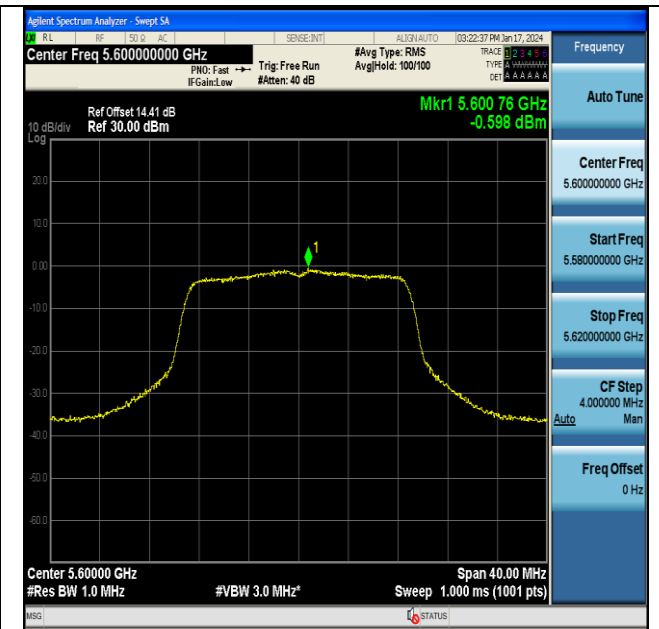 Agilent Spectrum Analyzer - Swept SA
RL RF 50 Ω AC SENSE:INT ALIGN AUTO 03:22:37 PM Jan 17, 2024
Center Freq 5.600000000 GHz
PNO: Fast
IFGain:Low
Trig: Free Run
#Atten: 40 dB
#Avg Type: RMS
Avg|Hold: 100/100
TRACE 1 2 3 4 5 6
TYPE A WWWWW
DET A A A A A A
Ref Offset 14.41 dB
Ref 30.00 dBm
10 dB/div
Log
Mkr1 5.600 76 GHz
-0.598 dBm
20.0
10.0
0.00
-10.0
-20.0
-30.0
-40.0
-50.0
-60.0
1
Center 5.60000 GHz
Span 40.00 MHz
#Res BW 1.0 MHz
#VBW 3.0 MHz*
Sweep 1.000 ms (1001 pts)
MSG
STATUS
Frequency
Auto Tune
Center Freq
5.600000000 GHz
Start Freq
5.580000000 GHz
Stop Freq
5.620000000 GHz
CF Step
4.000000 MHz
Auto Man
Freq Offset
0 Hz